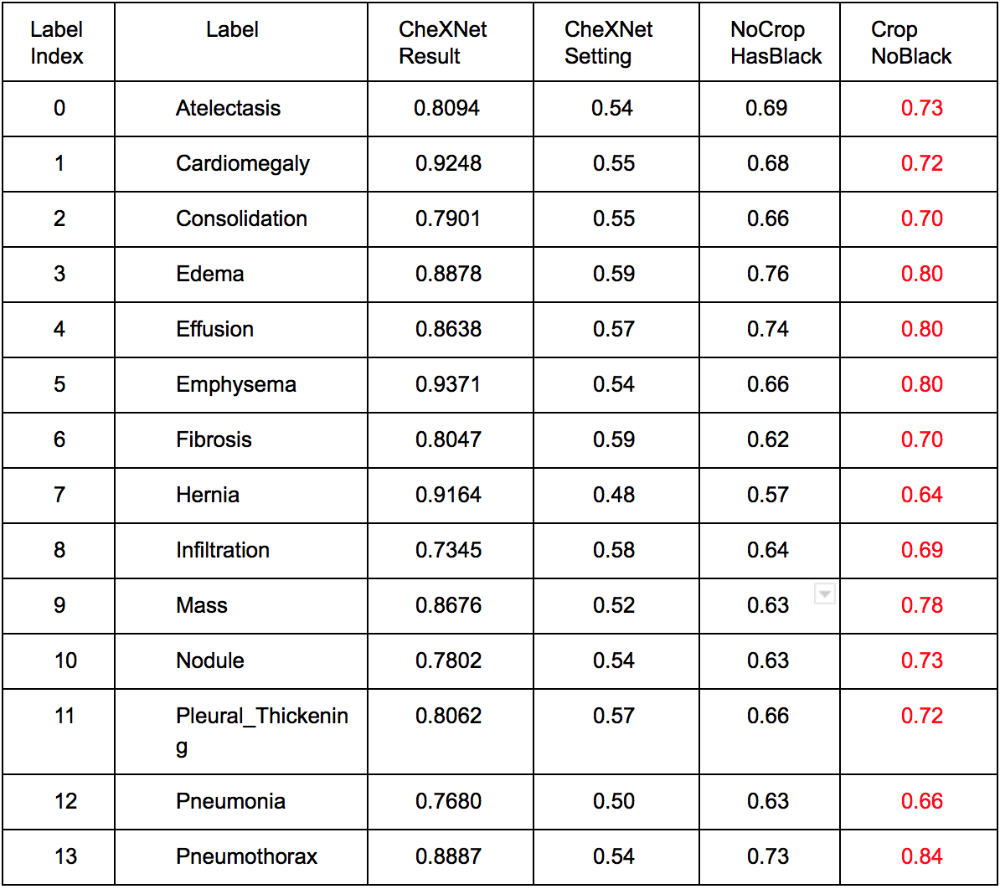 Label Index Label CheXNet Result CheXNet Setting NoCrop HasBlack Crop NoBlack
0 Atelectasis 0.8094 0.54 0.69 0.73
1 Cardiomegaly 0.9248 0.55 0.68 0.72
2 Consolidation 0.7901 0.55 0.66 0.70
3 Edema 0.8878 0.59 0.76 0.80
4 Effusion 0.8638 0.57 0.74 0.80
5 Emphysema 0.9371 0.54 0.66 0.80
6 Fibrosis 0.8047 0.59 0.62 0.70
7 Hernia 0.9164 0.48 0.57 0.64
8 Infiltration 0.7345 0.58 0.64 0.69
9 Mass 0.8676 0.52 0.63 0.78
10 Nodule 0.7802 0.54 0.63 0.73
11 Pleural_Thickenin 0.8062 0.57 0.66 0.72
g
12 Pneumonia 0.7680 0.50 0.63 0.66
13 Pneumothorax 0.8887 0.54 0.73 0.84